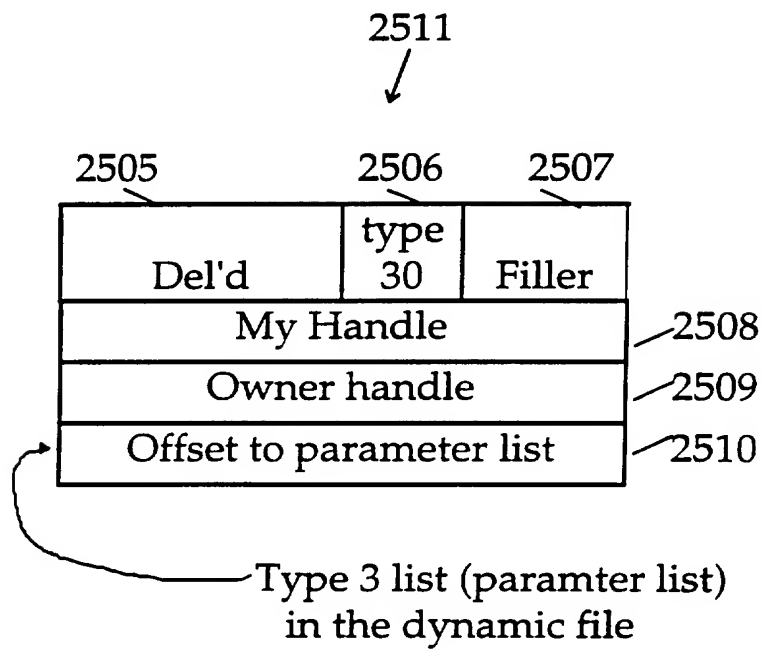 2511
2505 2506 2507
Del'd type 30 Filler
My Handle 2508
Owner handle 2509
Offset to parameter list 2510
Type 3 list (paramter list)
in the dynamic file